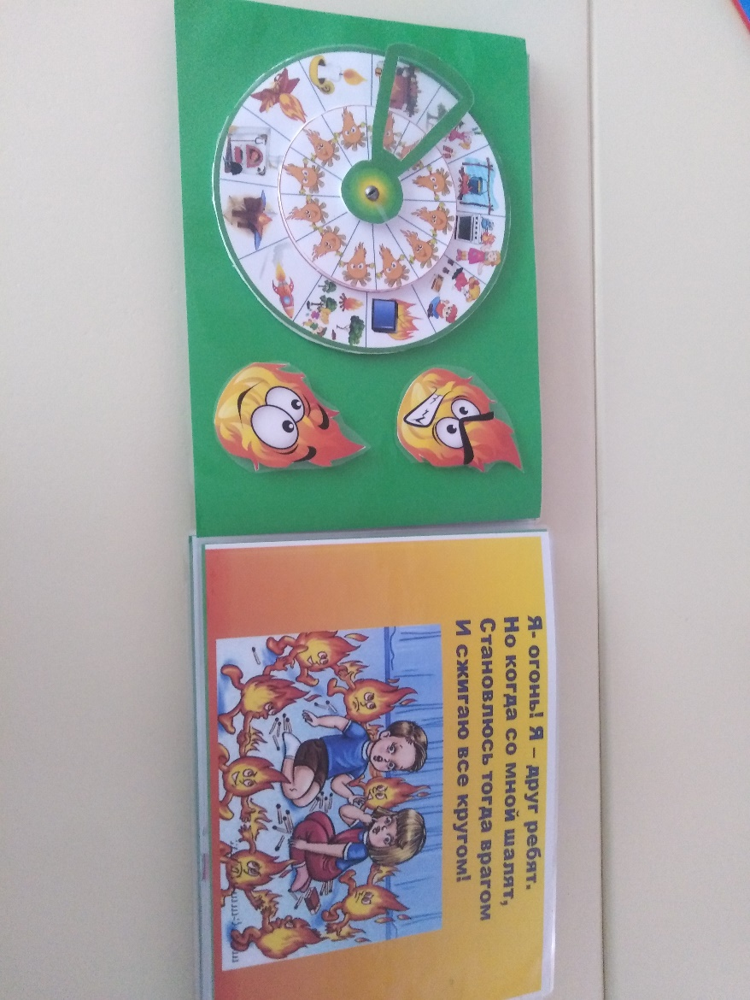 Я- огонь! Я – друг ребят.
Но когда со мной шалят,
Становлюсь тогда врагом
И сжигаю все кругом!